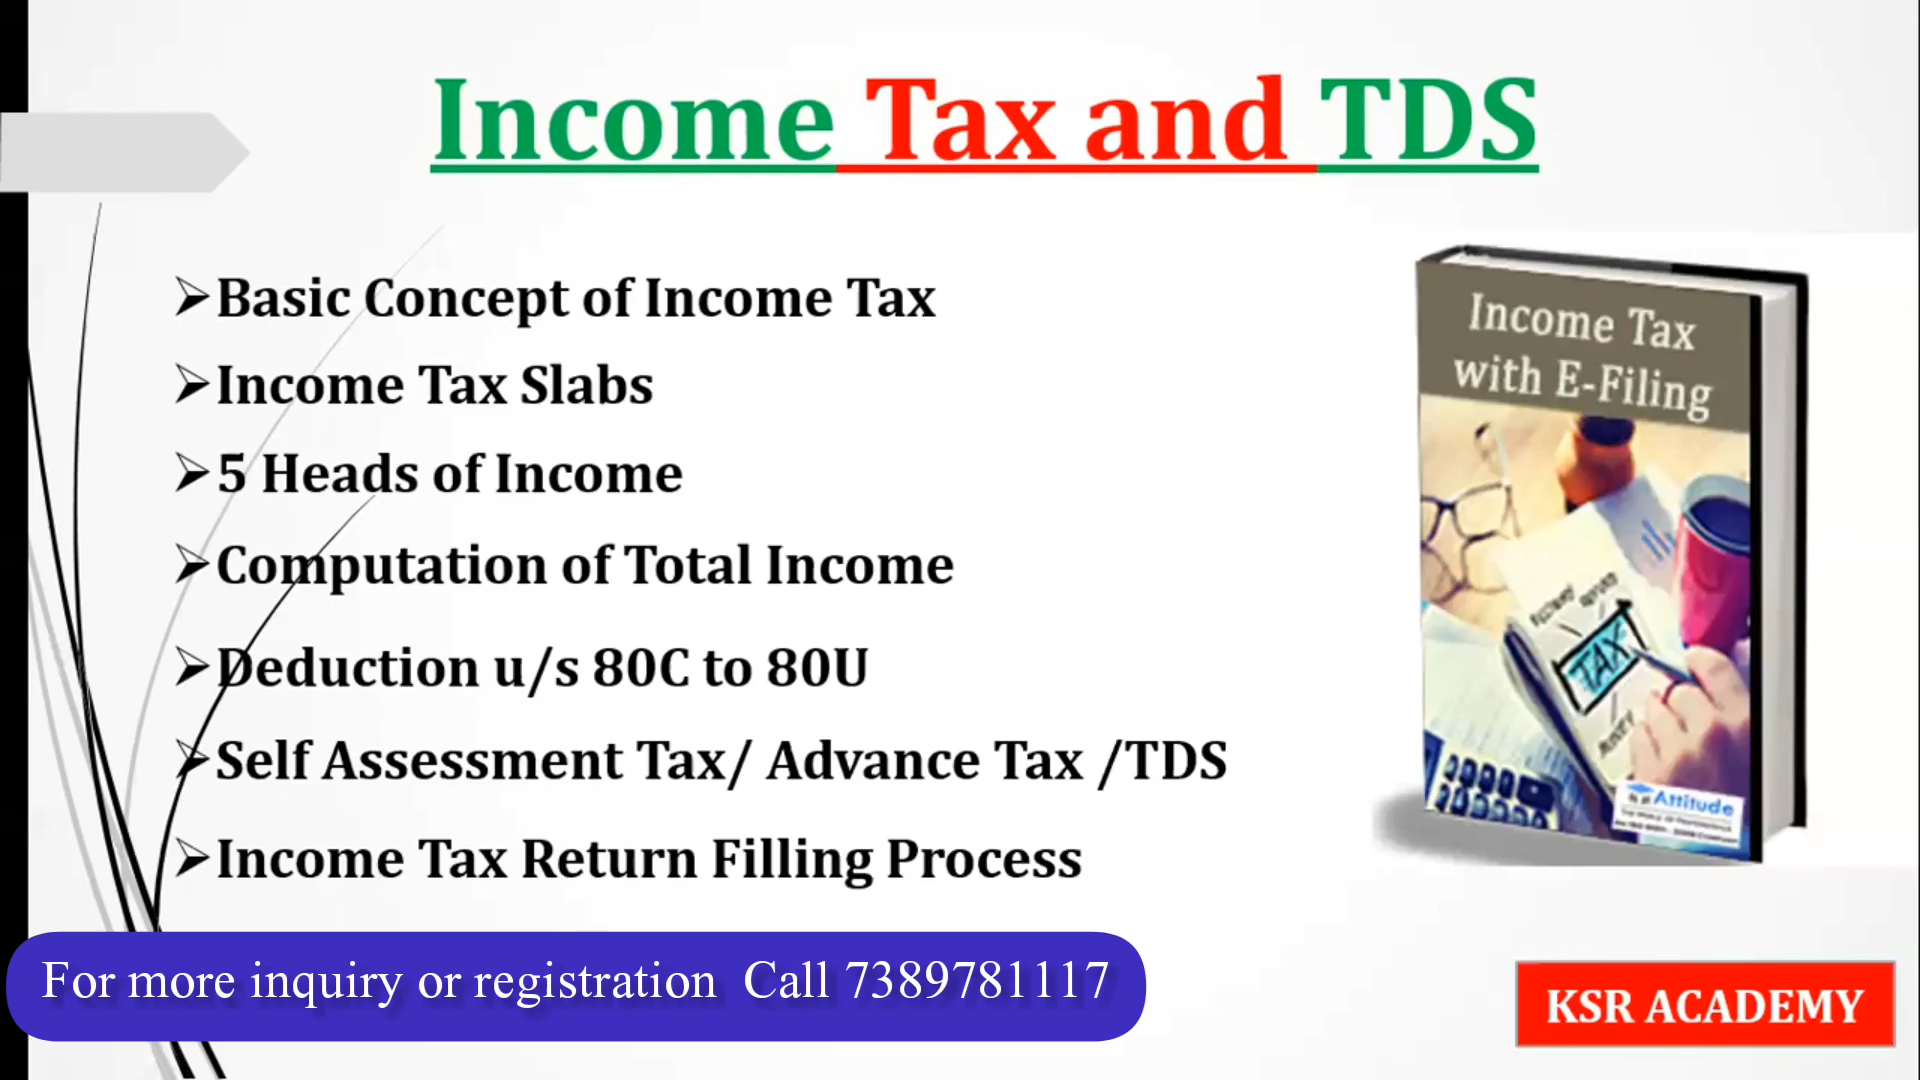 Income Tax and TDS
➢Basic Concept of Income Tax
➢Income Tax Slabs
➢5 Heads of Income
➢Computation of Total Income
➢Deduction u/s 80C to 80U
➢Self Assessment Tax/ Advance Tax /TDS
➢Income Tax Return Filling Process
Income Tax
with E-Filing
TAX
Attitude
For more inquiry or registration  Call 7389781117
KSR ACADEMY